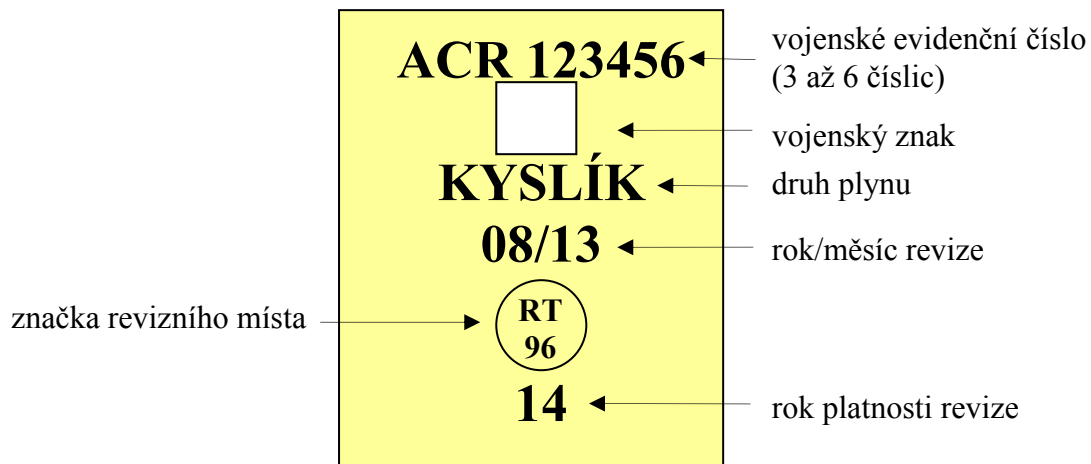 ACR 123456
vojenské evidenční číslo
(3 až 6 číslic)
vojenský znak
KYSLÍK
druh plynu
08/13
rok/měsíc revize
značka revizního místa
RT
96
14
rok platnosti revize